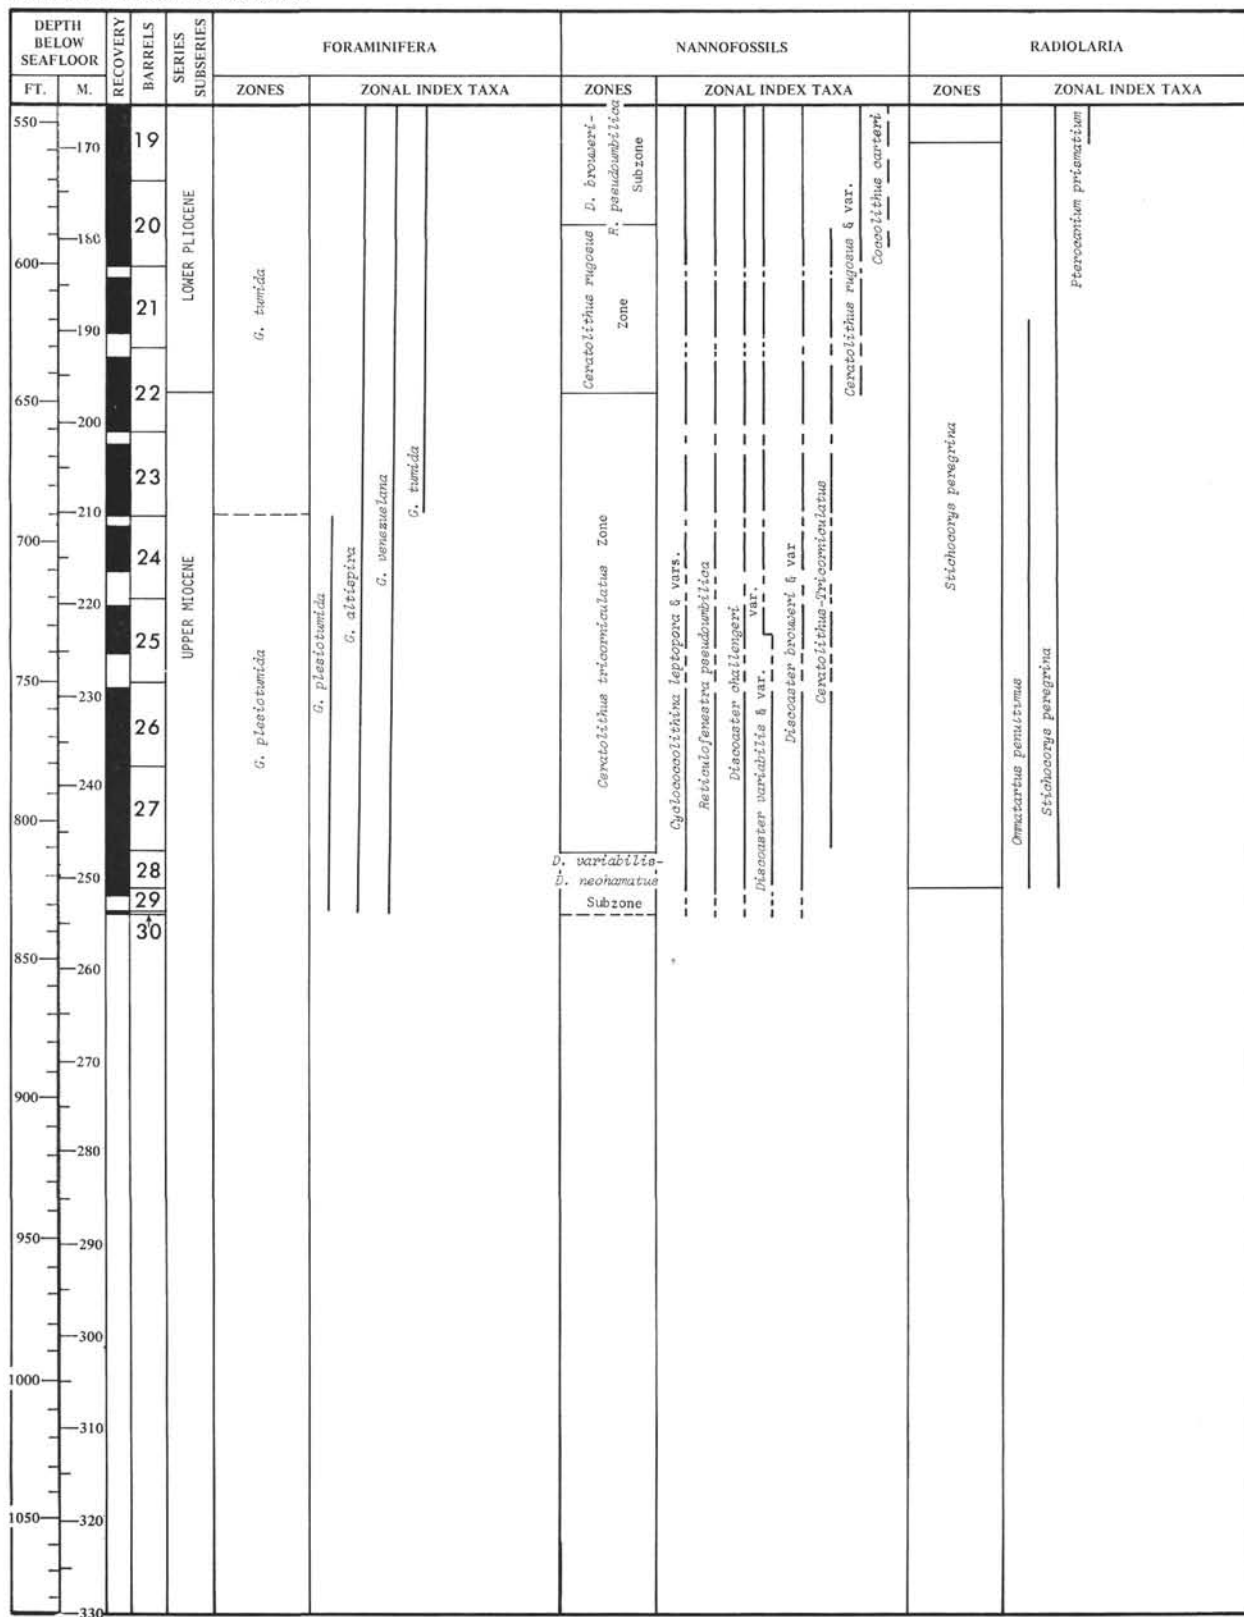 DEPTH
BELOW
SEAFLOOR
RECOVERY
BARRELS
SERIES
SUBSERIES
FORAMINIFERA
NANNOFOSSILS
RADIOLARIA
FT.
M.
ZONES
ZONAL INDEX TAXA
ZONES
ZONAL INDEX TAXA
ZONES
ZONAL INDEX TAXA
550
600
650
700
750
800
850
900
950
1000
1050
170
180
190
200
210
220
230
240
250
260
270
280
290
300
310
320
330
19
20
21
22
23
24
25
26
27
28
29
30
LOWER PLIOCENE
UPPER MIOCENE
G. tumida
G. plesiotumida
G. plesiotumida
G. altispira
G. venezuelana
G. tumida
D. brouweri-
R. pseudoumbilica
Subzone
Ceratolithus rugosus
Zone
Ceratolithus tricorniculatus Zone
D. variabilis-
D. neohamatus
Subzone
Cyclococcolithina leptopora & vars.
Reticulofenestra pseudoumbilica
Discoaster challengeri
var.
Discoaster variabilis & var.
Discoaster brouweri & var
Ceratolithus-Tricorniculatus
Ceratolithus rugosus & var.
Coccolithus carteri
Stichocorys peregrina
Ommatartus penultimus
Stichocorys peregrina
Pterocanium prismatium